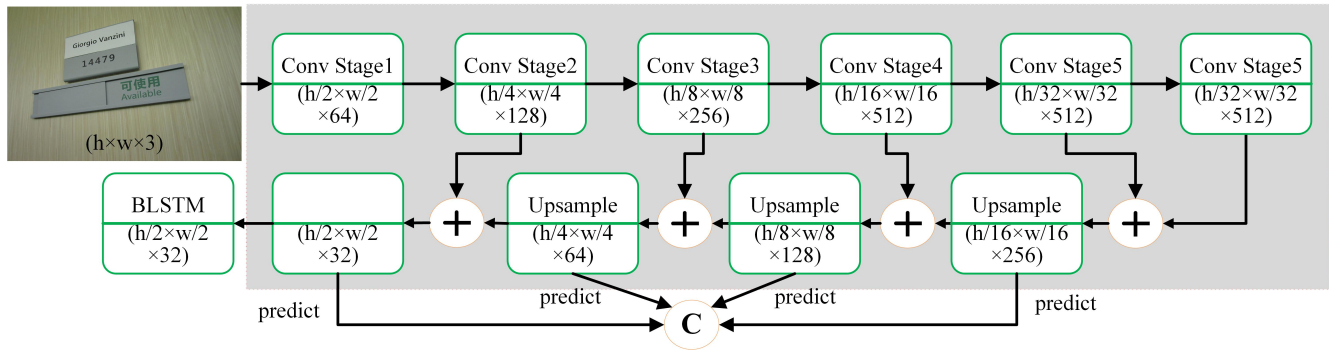 Giorgio Vanzini
14479
可使用
Available
(h×w×3)
Conv Stage1
(h/2×w/2
×64)
Conv Stage2
(h/4×w/4
×128)
Conv Stage3
(h/8×w/8
×256)
Conv Stage4
(h/16×w/16
×512)
Conv Stage5
(h/32×w/32
×512)
Conv Stage5
(h/32×w/32
×512)
BLSTM
(h/2×w/2
×32)
(h/2×w/2
×32)
+
Upsample
(h/4×w/4
×64)
+
Upsample
(h/8×w/8
×128)
+
Upsample
(h/16×w/16
×256)
+
predict
predict
C
predict
predict